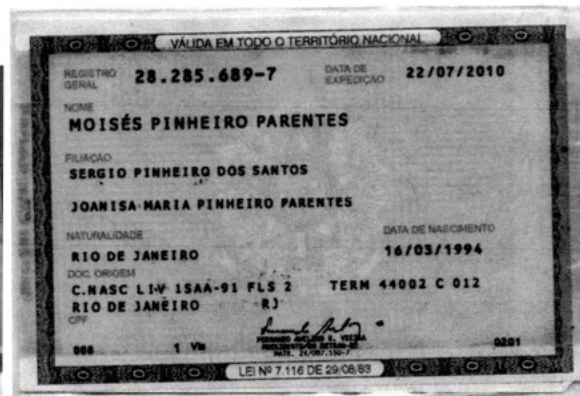 VÁLIDA EM TODO O TERRITÓRIO NACIONAL
REGISTRO GERAL 28.285.689-7 DATA DE EXPEDIÇÃO 22/07/2010
NOME
MOISÉS PINHEIRO PARENTES
FILIAÇÃO
SERGIO PINHEIRO DOS SANTOS
JOANISA MARIA PINHEIRO PARENTES
NATURALIDADE DATA DE NASCIMENTO
RIO DE JANEIRO 16/03/1994
DOC. ORIGEM
C.NASC LIV 1SAA-91 FLS 2 TERM 44002 C 012
RIO DE JANEIRO RJ
CPF
008 1 Via 0201
LEI Nº 7.116 DE 29/08/83